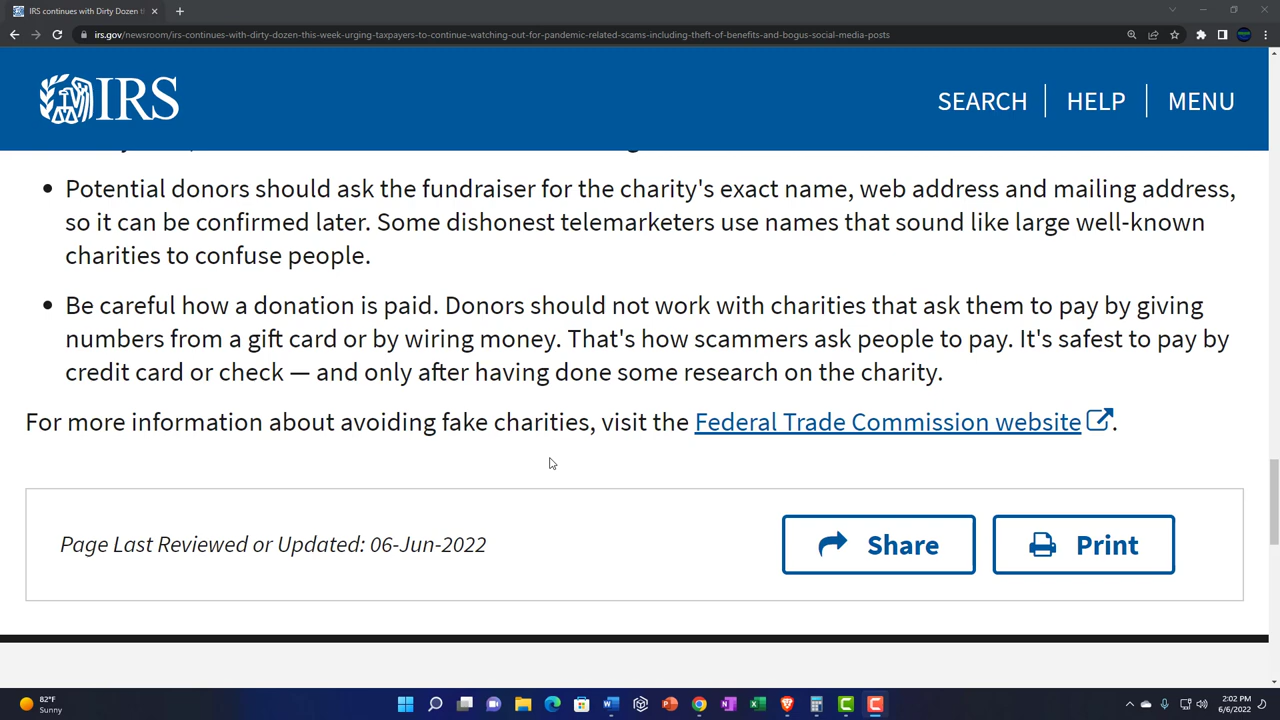 IRS continues with Dirty Dozen t
irs.gov/newsroom/irs-continues-with-dirty-dozen-this-week-urging-taxpayers-to-continue-watching-out-for-pandemic-related-scams-including-theft-of-benefits-and-bogus-social-media-posts
IRS
SEARCH
HELP
MENU
Potential donors should ask the fundraiser for the charity's exact name, web address and mailing address,
so it can be confirmed later. Some dishonest telemarketers use names that sound like large well-known
charities to confuse people.
Be careful how a donation is paid. Donors should not work with charities that ask them to pay by giving
numbers from a gift card or by wiring money. That's how scammers ask people to pay. It's safest to pay by
credit card or check — and only after having done some research on the charity.
For more information about avoiding fake charities, visit the Federal Trade Commission website.
Page Last Reviewed or Updated: 06-Jun-2022
Share
Print
82°F
Sunny
2:02 PM
6/6/2022